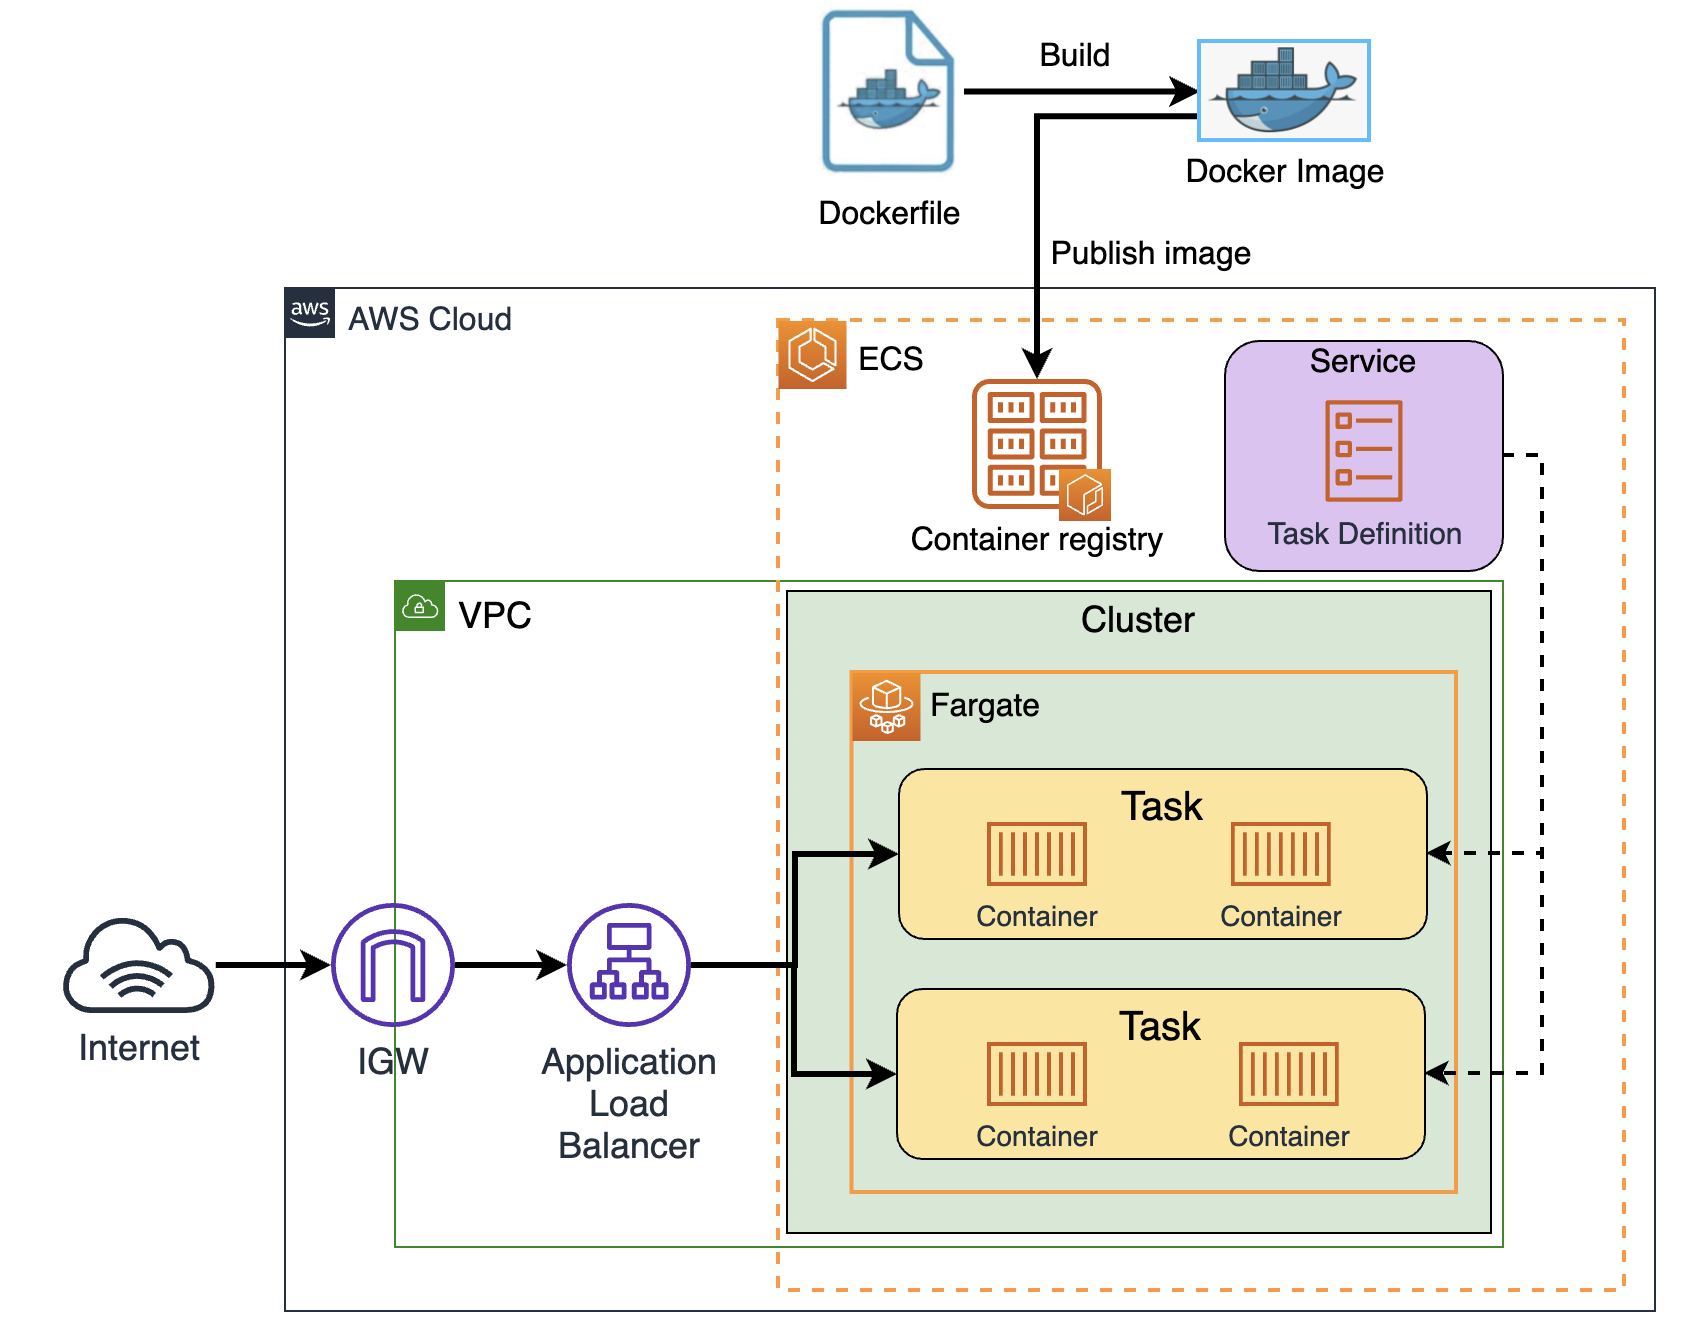 Build
Docker Image
Dockerfile
Publish image
aws
AWS Cloud
ECS
Service
Task Definition
Container registry
VPC
Cluster
Fargate
Task
Container
Container
Internet
IGW
Application
Load
Balancer
Task
Container
Container